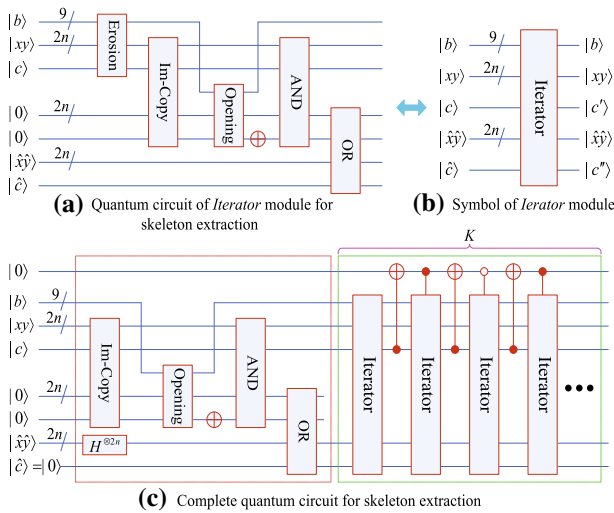 |b⟩ 9
|xy⟩ 2n
|c⟩
|0⟩ 2n
|0⟩
|x̂ŷ⟩ 2n
|ĉ⟩
Erosion
Im-Copy
Opening
AND
OR
(a) Quantum circuit of Iterator module for
skeleton extraction
|b⟩ 9 |b⟩
|xy⟩ 2n |xy⟩
|c⟩ |c'⟩
|x̂ŷ⟩ 2n |x̂ŷ⟩
|ĉ⟩ |c''⟩
Iterator
(b) Symbol of Ierator module
K
|0⟩
|b⟩ 9
|xy⟩ 2n
|c⟩
|0⟩ 2n
|0⟩
|x̂ŷ⟩ 2n
|ĉ⟩ = |0⟩
Im-Copy
H⊗2n
Opening
AND
OR
Iterator
Iterator
Iterator
Iterator
•••
(c) Complete quantum circuit for skeleton extraction